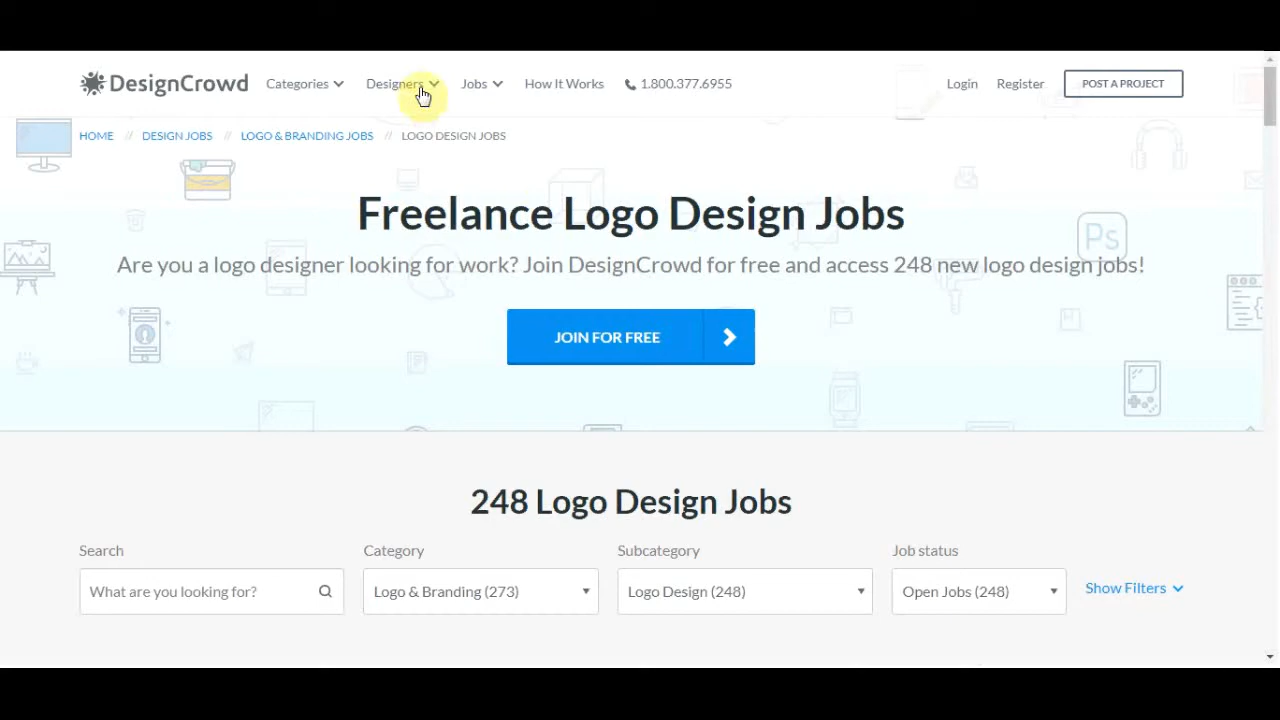 DesignCrowd Categories Designers Jobs How It Works 1.800.377.6955 Login Register POST A PROJECT
HOME // DESIGN JOBS // LOGO & BRANDING JOBS // LOGO DESIGN JOBS
Freelance Logo Design Jobs
Are you a logo designer looking for work? Join DesignCrowd for free and access 248 new logo design jobs!
Ps
JOIN FOR FREE
248 Logo Design Jobs
Search Category Subcategory Job status
What are you looking for? Logo & Branding (273) Logo Design (248) Open Jobs (248) Show Filters